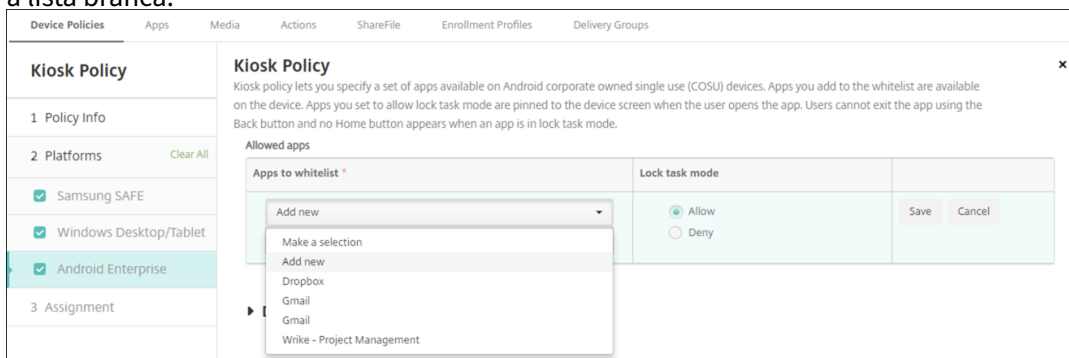 a lista branca.
Device Policies Apps Media Actions ShareFile Enrollment Profiles Delivery Groups
Kiosk Policy
1 Policy Info
2 Platforms Clear All
Samsung SAFE
Windows Desktop/Tablet
Android Enterprise
3 Assignment
Kiosk Policy
Kiosk policy lets you specify a set of apps available on Android corporate owned single use (COSU) devices. Apps you add to the whitelist are available
on the device. Apps you set to allow lock task mode are pinned to the device screen when the user opens the app. Users cannot exit the app using the
Back button and no Home button appears when an app is in lock task mode.
Allowed apps
Apps to whitelist * Lock task mode
Add new Allow Save Cancel
Deny
Make a selection
Add new
Dropbox
Gmail
Gmail
Wrike - Project Management